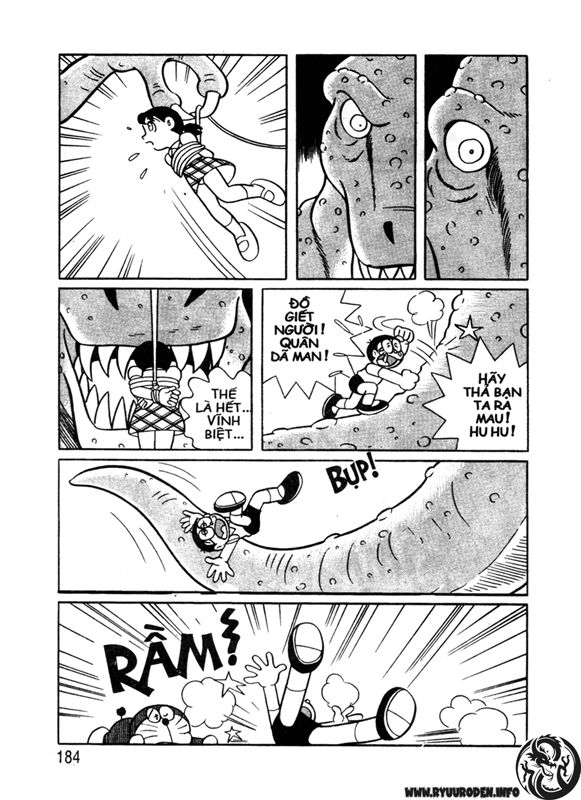 THẾ
LÀ HẾT...
VĨNH
BIỆT...
ĐỒ
GIẾT
NGƯỜI!
QUÂN
DÃ MAN!
HÃY
THẢ BẠN
TA RA
MAU!
HU HU!
BỤP!
RẦM!
184
WWW.RYUURODEN.INFO